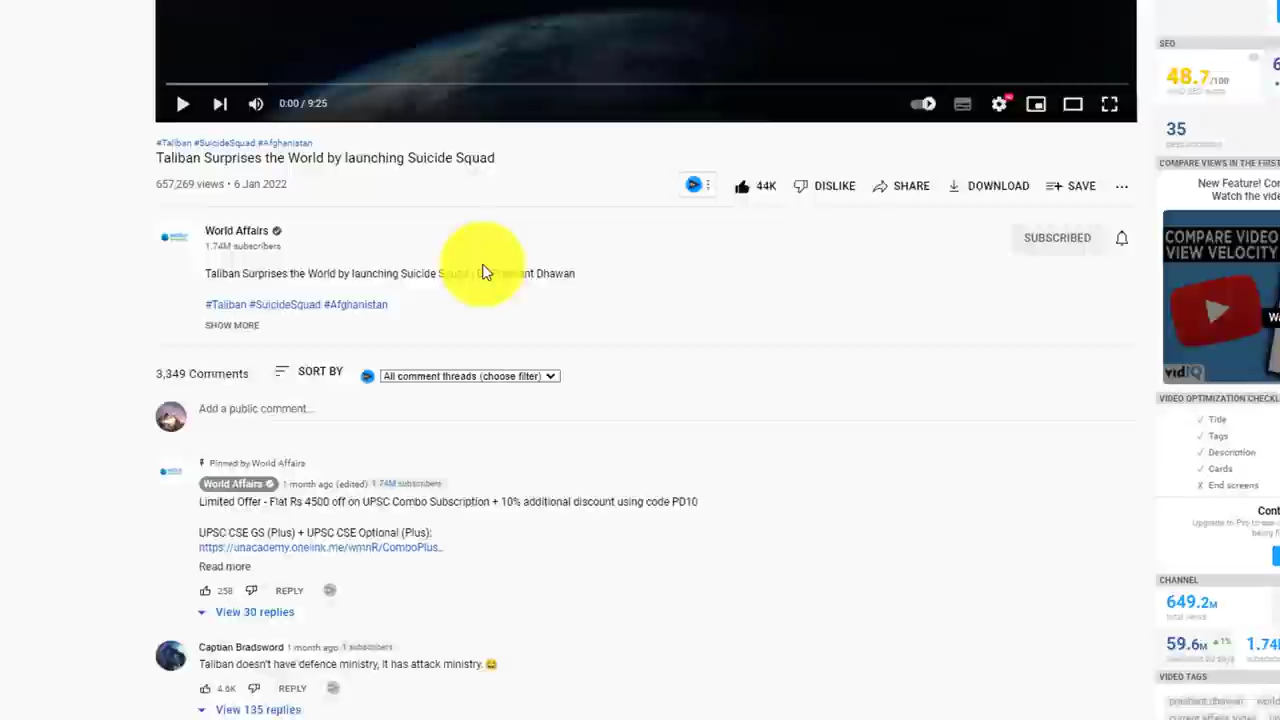 0:00 / 9:25
#Taliban #SuicideSquad #Afghanistan
Taliban Surprises the World by launching Suicide Squad
657,269 views • 6 Jan 2022
44K
DISLIKE
SHARE
DOWNLOAD
SAVE
World Affairs
1.74M subscribers
SUBSCRIBED
Taliban Surprises the World by launching Suicide Dhawan
#Taliban #SuicideSquad #Afghanistan
SHOW MORE
3,349 Comments
SORT BY
All comment threads (choose filter)
Add a public comment...
Pinned by World Affairs
World Affairs 1 month ago (edited) 1.74M subscribers
Limited Offer - Flat Rs 4500 off on UPSC Combo Subscription + 10% additional discount using code PD10
UPSC CSE GS (Plus) + UPSC CSE Optional (Plus):
https://unacademy.onelink.me/wmnR/ComboPlus...
Read more
258
REPLY
View 30 replies
Captian Bradsword 1 month ago 1 subscribers
Taliban doesn't have defence ministry, It has attack ministry. 😄
4.6K
REPLY
View 135 replies
SEO
48.7/100
35
COMPARE VIEWS IN THE FIRST
New Feature!
Watch the
COMPARE VIDEO
VIEW VELOCITY
vidIQ
VIDEO OPTIMIZATION
✓ Title
✓ Tags
✓ Description
✓ Cards
✗ End screens
CHANNEL
649.2M
total views
59.6M
1%
VIDEO TAGS